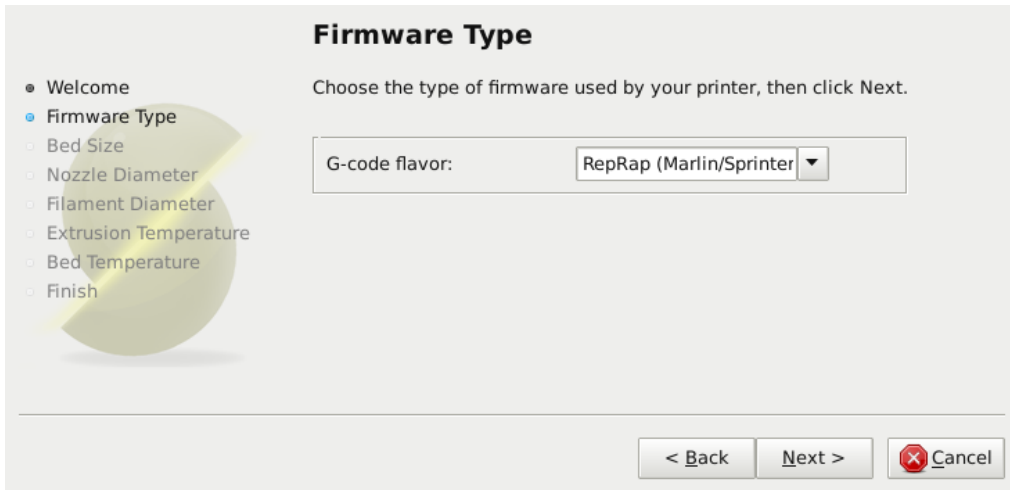 Firmware Type
Welcome
Firmware Type
Bed Size
Nozzle Diameter
Filament Diameter
Extrusion Temperature
Bed Temperature
Finish
Choose the type of firmware used by your printer, then click Next.
G-code flavor: RepRap (Marlin/Sprinter
< Back Next > Cancel